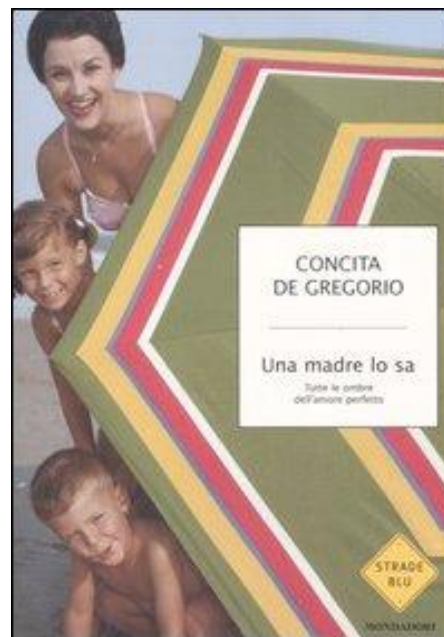 CONCITA
DE GREGORIO
Una madre lo sa
Tutte le ombre
dell'amore perfetto
STRADE
BLU
MONDADORI